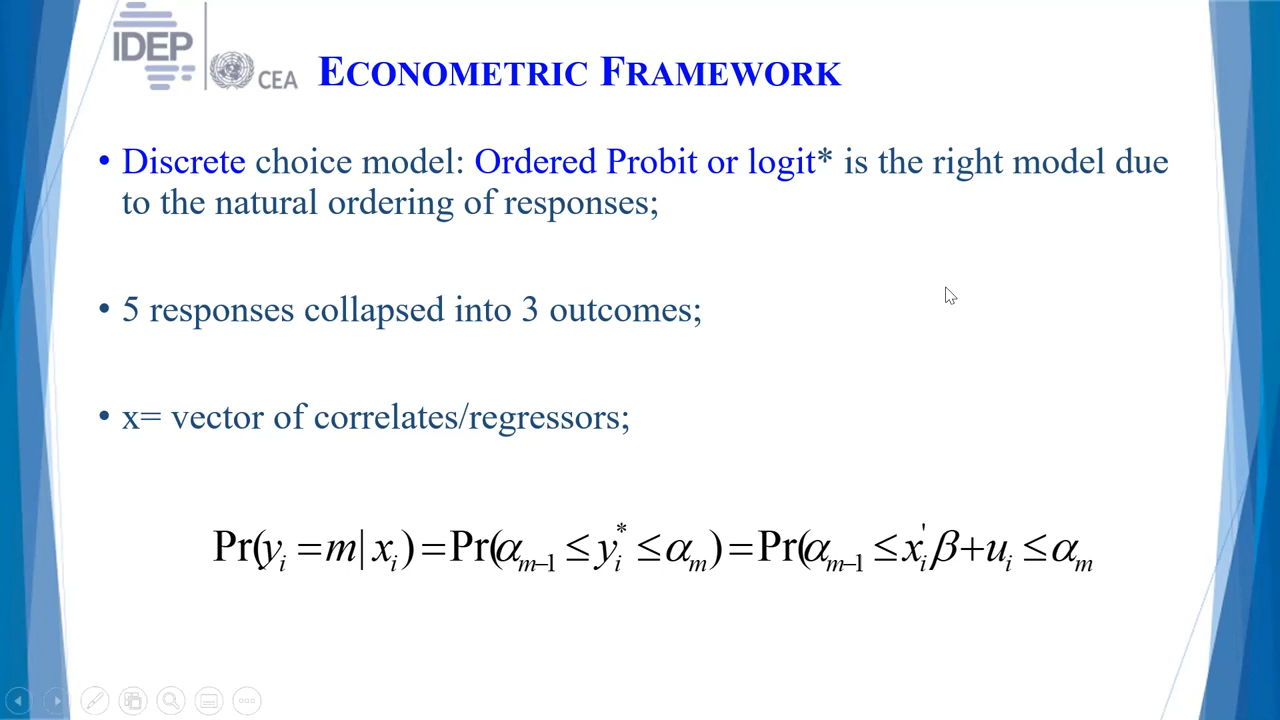 IDEP
CEA
ECONOMETRIC FRAMEWORK
• Discrete choice model: Ordered Probit or logit* is the right model due
to the natural ordering of responses;
• 5 responses collapsed into 3 outcomes;
• x= vector of correlates/regressors;
Pr(yᵢ = m | xᵢ) = Pr(αₘ₋₁ ≤ yᵢ* ≤ αₘ) = Pr(αₘ₋₁ ≤ xᵢ'β + uᵢ ≤ αₘ